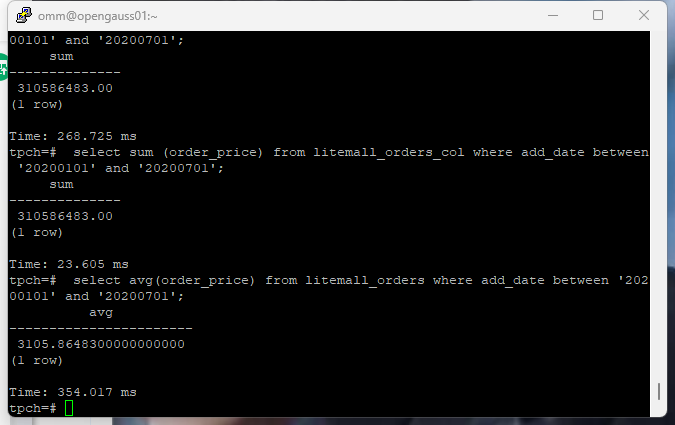 omm@opengauss01:~
00101' and '20200701';
     sum
--------------
 310586483.00
(1 row)

Time: 268.725 ms
tpch=#  select sum (order_price) from litemall_orders_col where add_date between
 '20200101' and '20200701';
     sum
--------------
 310586483.00
(1 row)

Time: 23.605 ms
tpch=#  select avg(order_price) from litemall_orders where add_date between '202
00101' and '20200701';
          avg
-----------------------
 3105.8648300000000000
(1 row)

Time: 354.017 ms
tpch=#